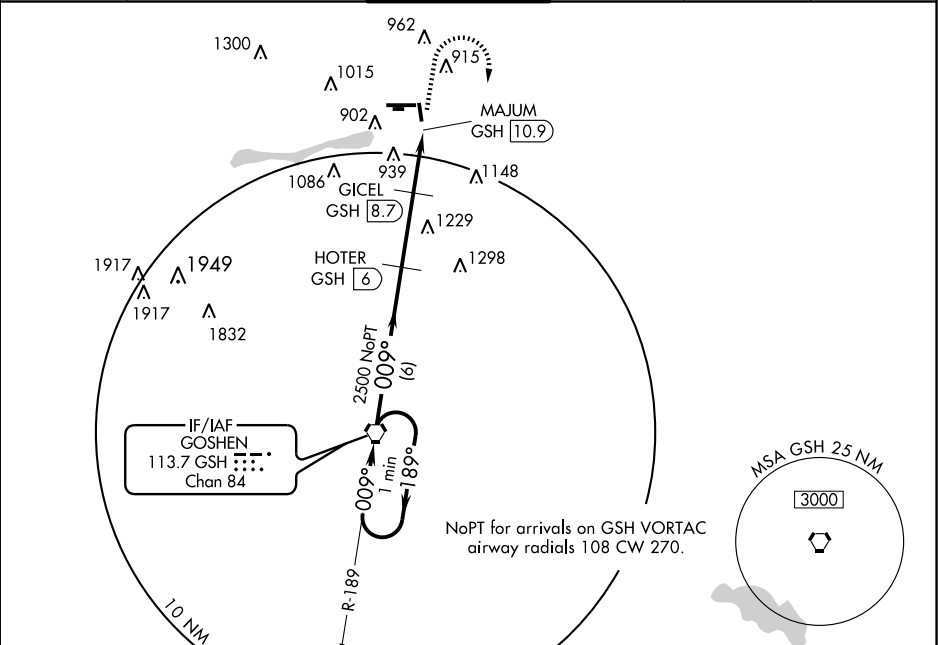 962
1300
915
1015
902
MAJUM
GSH 10.9
939
1148
1086
GICEL
GSH 8.7
1229
HOTER
GSH 6
1298
1917
1949
1917
1832
2500 NoPT
009°
(6)
IF/IAF
GOSHEN
113.7 GSH
Chan 84
009°
1 min
189°
MSA GSH 25 NM
3000
NoPT for arrivals on GSH VORTAC
airway radials 108 CW 270.
R-189
10 NM